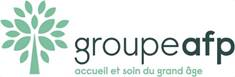 groupeafp
accueil et soin du grand âge